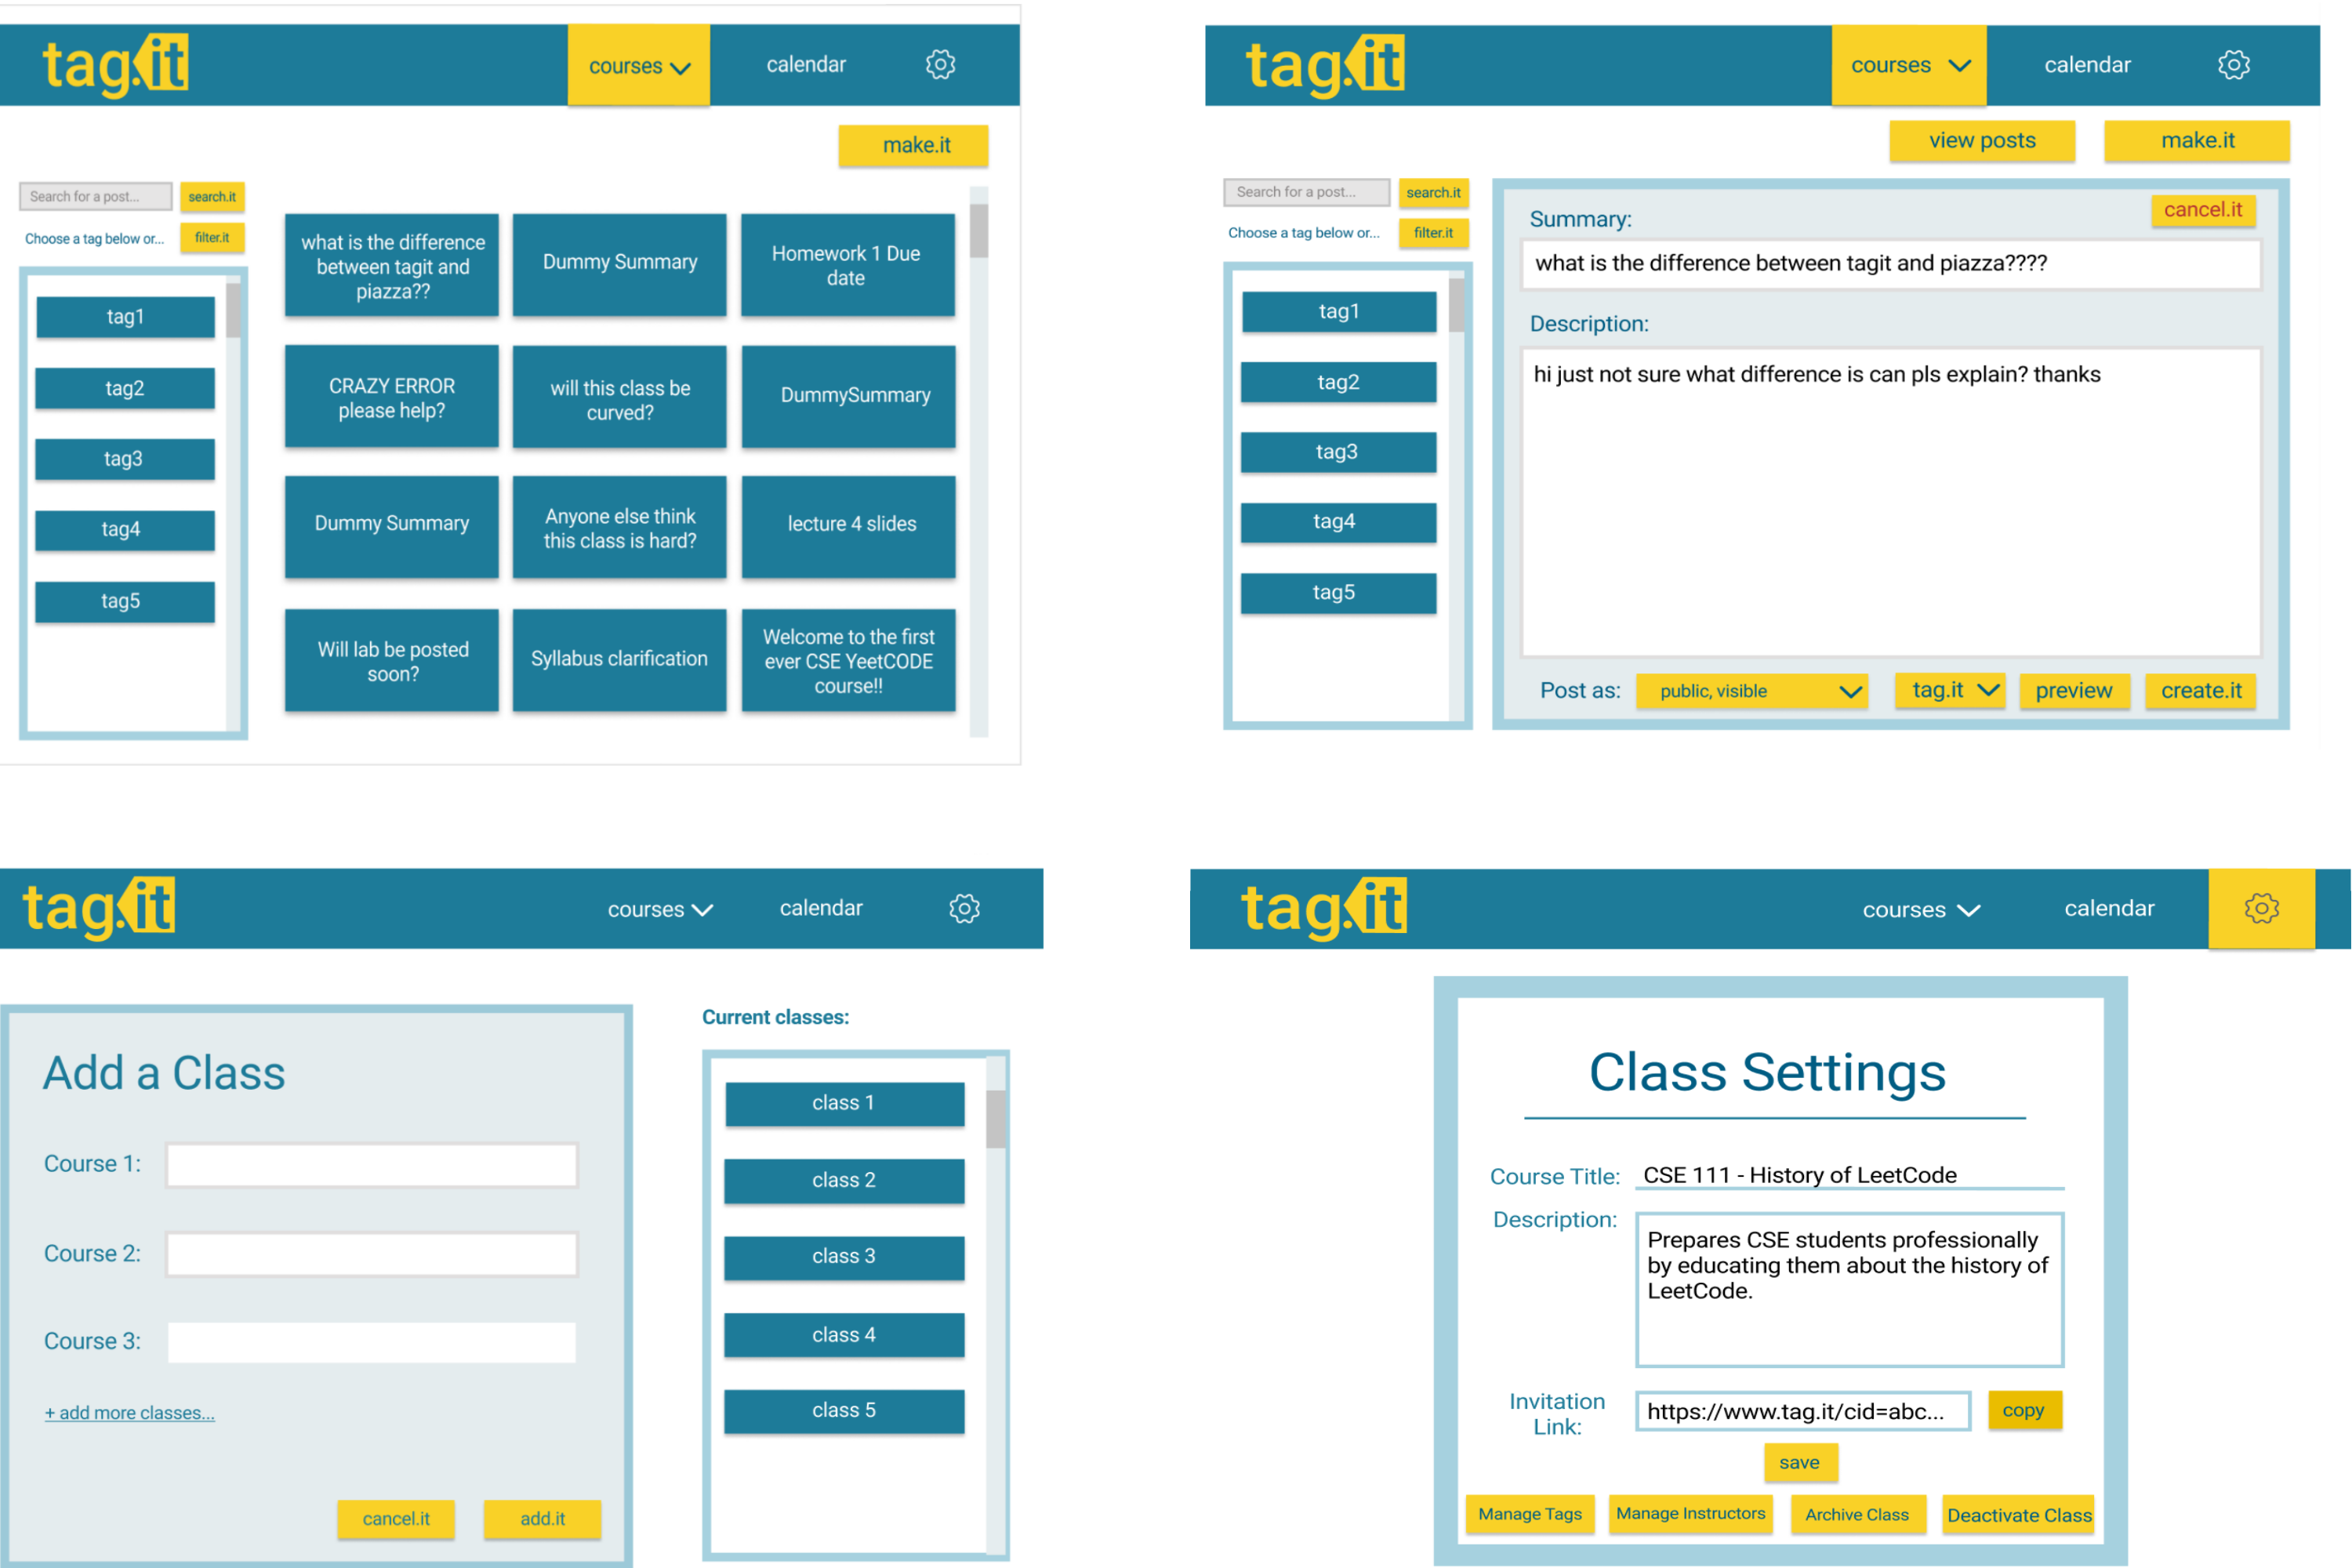 tag.it
courses
calendar
make.it
Search for a post...
search.it
Choose a tag below or...
filter.it
tag1
tag2
tag3
tag4
tag5
what is the difference
between tagit and
piazza??
Dummy Summary
Homework 1 Due
date
CRAZY ERROR
please help?
will this class be
curved?
DummySummary
Dummy Summary
Anyone else think
this class is hard?
lecture 4 slides
Will lab be posted
soon?
Syllabus clarification
Welcome to the first
ever CSE YeetCODE
course!!
tag.it
courses
calendar
view posts
make.it
Search for a post...
search.it
Choose a tag below or...
filter.it
tag1
tag2
tag3
tag4
tag5
Summary:
cancel.it
what is the difference between tagit and piazza????
Description:
hi just not sure what difference is can pls explain? thanks
Post as:
public, visible
tag.it
preview
create.it
tag.it
courses
calendar
Add a Class
Course 1:
Course 2:
Course 3:
+ add more classes...
cancel.it
add.it
Current classes:
class 1
class 2
class 3
class 4
class 5
tag.it
courses
calendar
Class Settings
Course Title: CSE 111 - History of LeetCode
Description:
Prepares CSE students professionally
by educating them about the history of
LeetCode.
Invitation
Link:
https://www.tag.it/cid=abc...
copy
save
Manage Tags
Manage Instructors
Archive Class
Deactivate Class